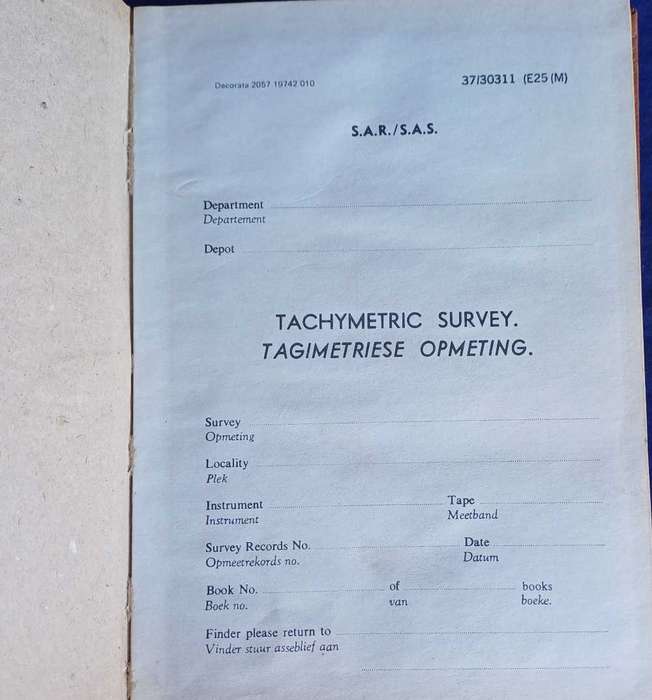 Decorata 2057 19742 010 37/30311 (E25 (M)
S.A.R./S.A.S.
Department
Departement
Depot
TACHYMETRIC SURVEY.
TAGIMETRIESE OPMETING.
Survey
Opmeting
Locality
Plek
Instrument Tape
Instrument Meetband
Survey Records No. Date
Opmeetrekords no. Datum
Book No. of books
Boek no. van boeke.
Finder please return to
Vinder stuur asseblief aan